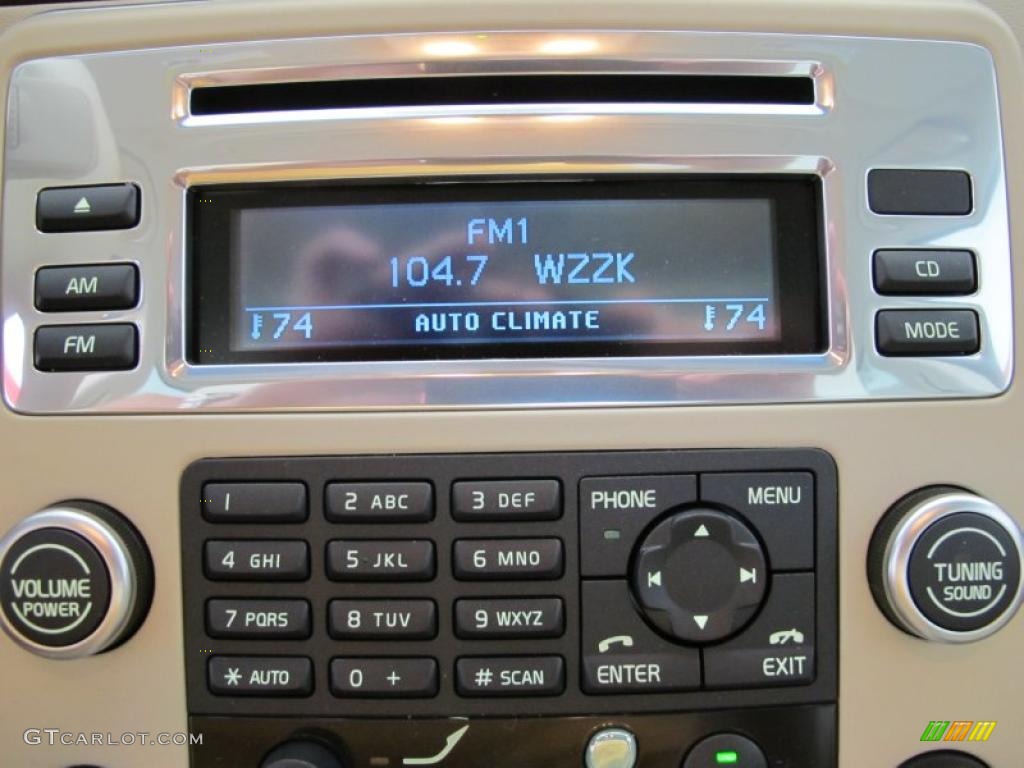 FM1
AM
104.7 WZZK
CD
FM
74 AUTO CLIMATE 74
MODE
1
2 ABC
3 DEF
PHONE
MENU
4 GHI
5 JKL
6 MNO
VOLUME
POWER
TUNING
SOUND
7 PQRS
8 TUV
9 WXYZ
* AUTO
0 +
# SCAN
ENTER
EXIT
GTCARLOT.COM